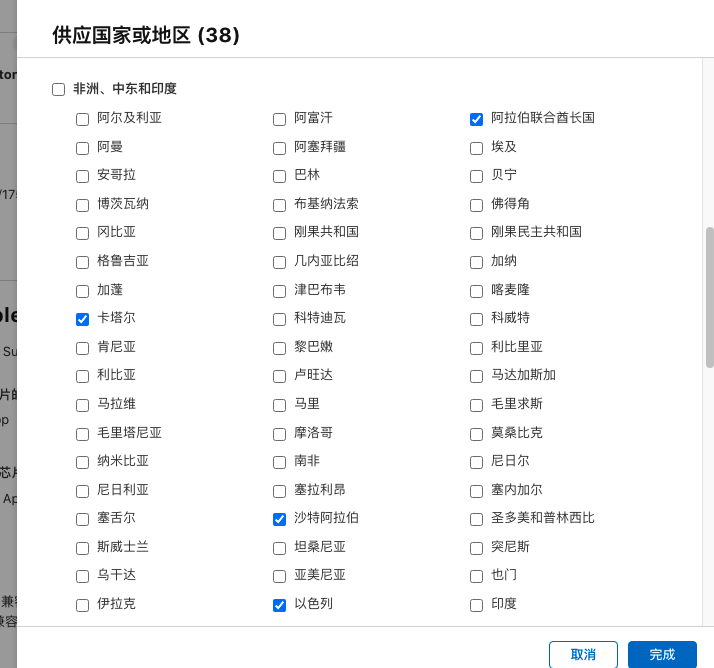 供应国家或地区 (38)
非洲、中东和印度
阿尔及利亚 阿富汗 阿拉伯联合酋长国
阿曼 阿塞拜疆 埃及
安哥拉 巴林 贝宁
博茨瓦纳 布基纳法索 佛得角
冈比亚 刚果共和国 刚果民主共和国
格鲁吉亚 几内亚比绍 加纳
加蓬 津巴布韦 喀麦隆
卡塔尔 科特迪瓦 科威特
肯尼亚 黎巴嫩 利比里亚
利比亚 卢旺达 马达加斯加
马拉维 马里 毛里求斯
毛里塔尼亚 摩洛哥 莫桑比克
纳米比亚 南非 尼日尔
尼日利亚 塞拉利昂 塞内加尔
塞舌尔 沙特阿拉伯 圣多美和普林西比
斯威士兰 坦桑尼亚 突尼斯
乌干达 亚美尼亚 也门
伊拉克 以色列 印度
取消 完成